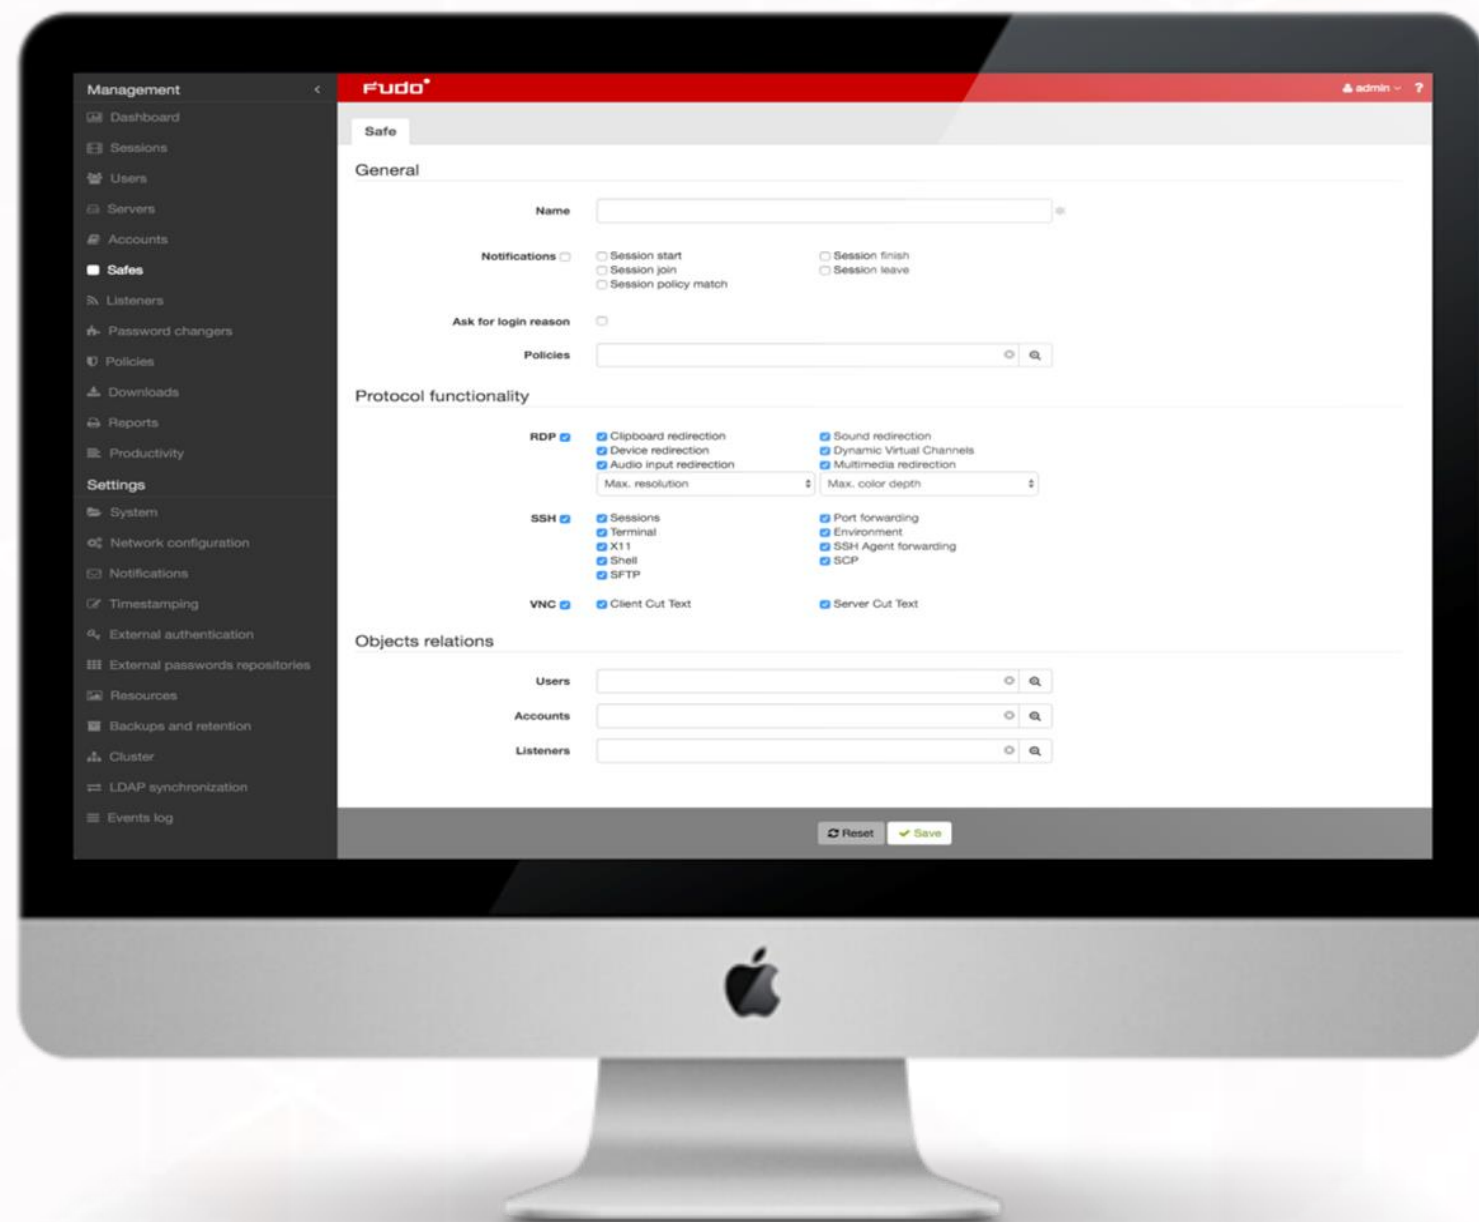 Management
Dashboard
Sessions
Users
Servers
Accounts
Safes
Listeners
Password changers
Policies
Downloads
Reports
Productivity
Settings
System
Network configuration
Notifications
Timestamping
External authentication
External passwords repositories
Resources
Backups and retention
Cluster
LDAP synchronization
Events log
FUDO
admin ?
Safe
General
Name
Notifications Session start Session finish
Session join Session leave
Session policy match
Ask for login reason
Policies
Protocol functionality
RDP Clipboard redirection Sound redirection
Device redirection Dynamic Virtual Channels
Audio input redirection Multimedia redirection
Max. resolution Max. color depth
SSH Sessions Port forwarding
Terminal Environment
X11 SSH Agent forwarding
Shell SCP
SFTP
VNC Client Cut Text Server Cut Text
Objects relations
Users
Accounts
Listeners
Reset Save